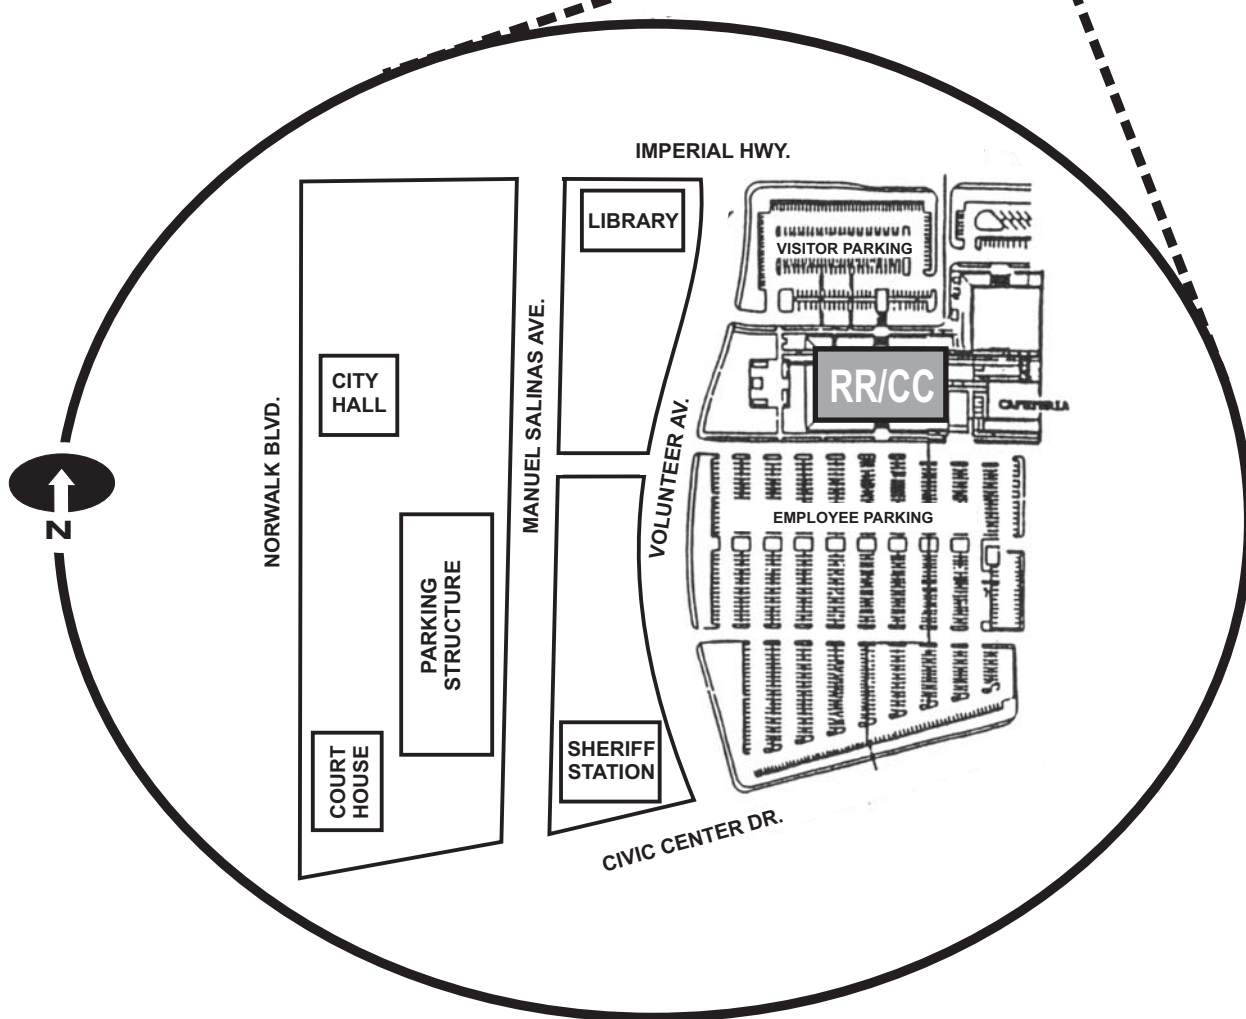 IMPERIAL HWY.
LIBRARY
VISITOR PARKING
MANUEL SALINAS AVE.
CITY
HALL
RR/CC
NORWALK BLVD.
VOLUNTEER AV.
CAFETERIA
N
EMPLOYEE PARKING
PARKING
STRUCTURE
SHERIFF
STATION
COURT
HOUSE
CIVIC CENTER DR.